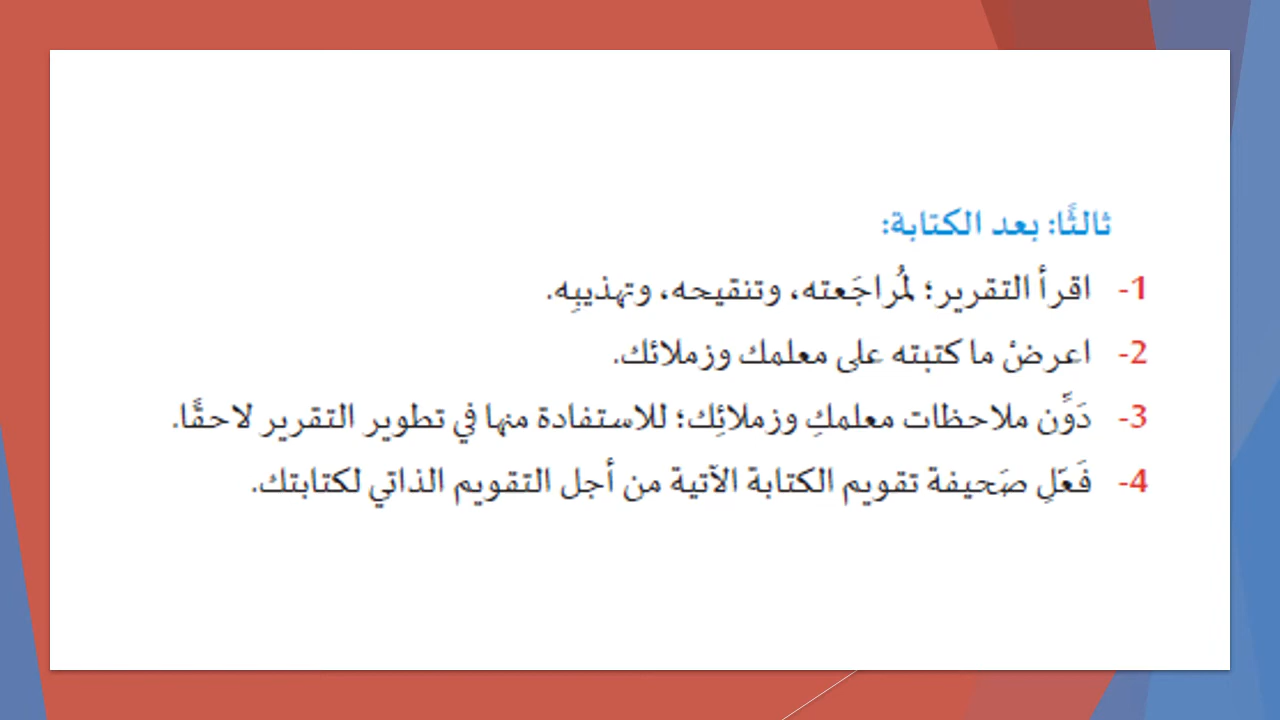 ثالثًا: بعد الكتابة:
1- اقرأ التقرير؛ لمُراجَعته، وتنقيحه، وتهذيبِه.
2- اعرضْ ما كتبته على معلمك وزملائك.
3- دَوِّن ملاحظات معلمكِ وزملائِك؛ للاستفادة منها في تطوير التقرير لاحقًا.
4- فَعّلِ صَحيفة تقويم الكتابة الآتية من أجل التقويم الذاتي لكتابتك.